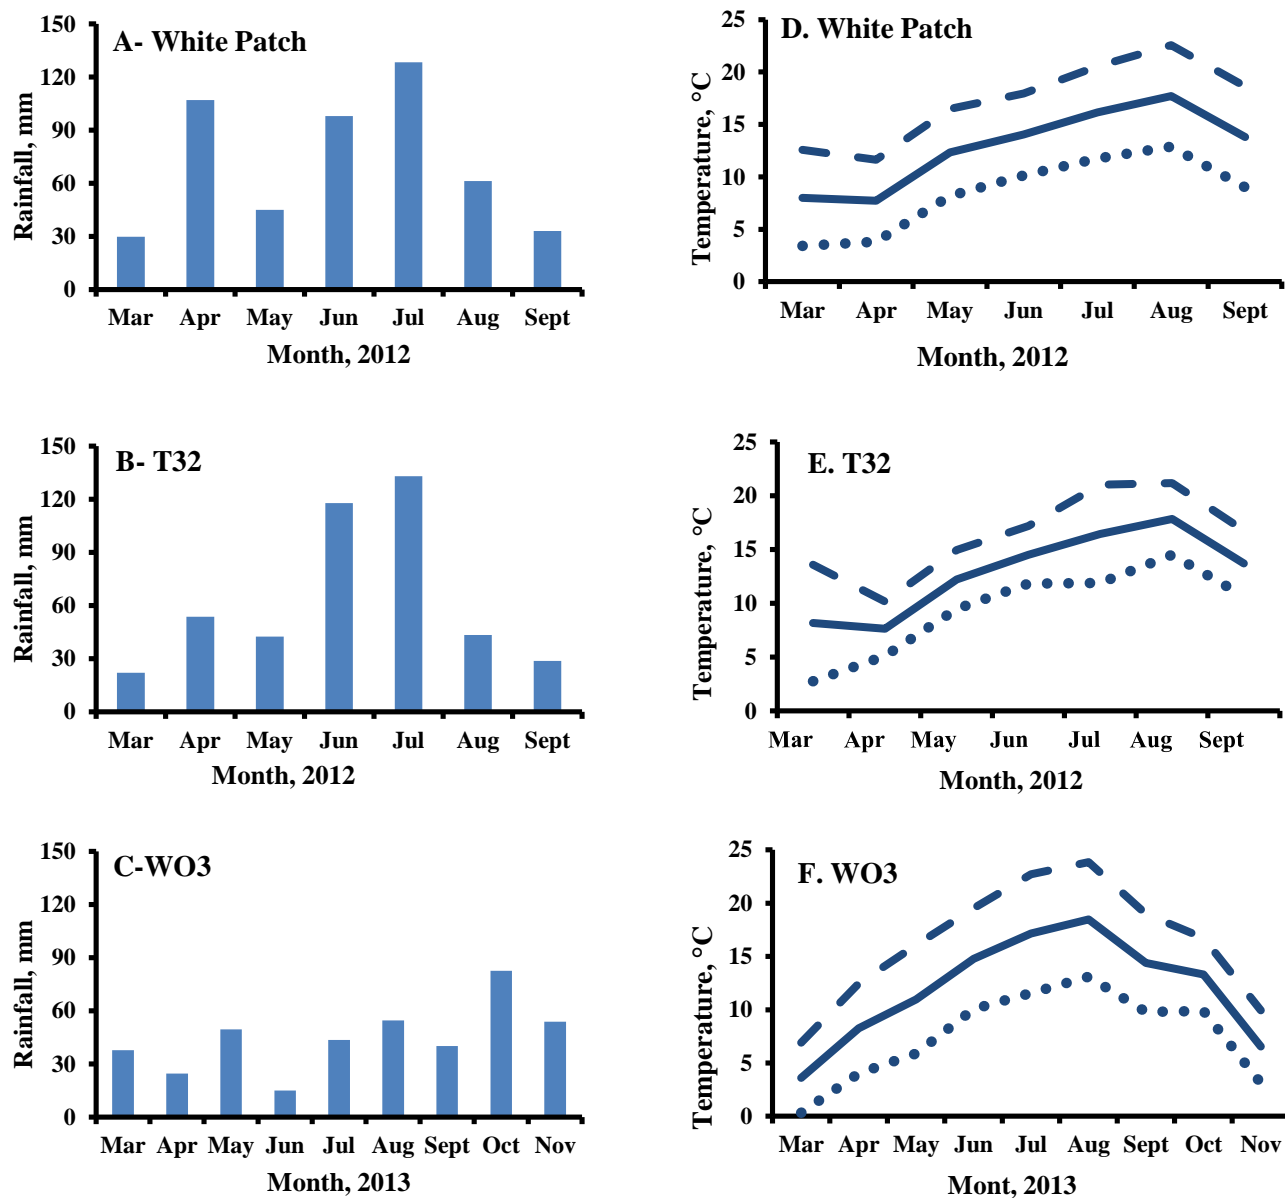 A- White Patch
Rainfall, mm
150
120
90
60
30
0
Mar Apr May Jun Jul Aug Sept
Month, 2012
D. White Patch
Temperature, °C
25
20
15
10
5
0
Mar Apr May Jun Jul Aug Sept
Month, 2012
B- T32
Rainfall, mm
150
120
90
60
30
0
Mar Apr May Jun Jul Aug Sept
Month, 2012
E. T32
Temperature, °C
25
20
15
10
5
0
Mar Apr May Jun Jul Aug Sept
Month, 2012
C-WO3
Rainfall, mm
150
120
90
60
30
0
Mar Apr May Jun Jul Aug Sept Oct Nov
Month, 2013
F. WO3
Temperature, °C
25
20
15
10
5
0
Mar Apr May Jun Jul Aug Sept Oct Nov
Mont, 2013